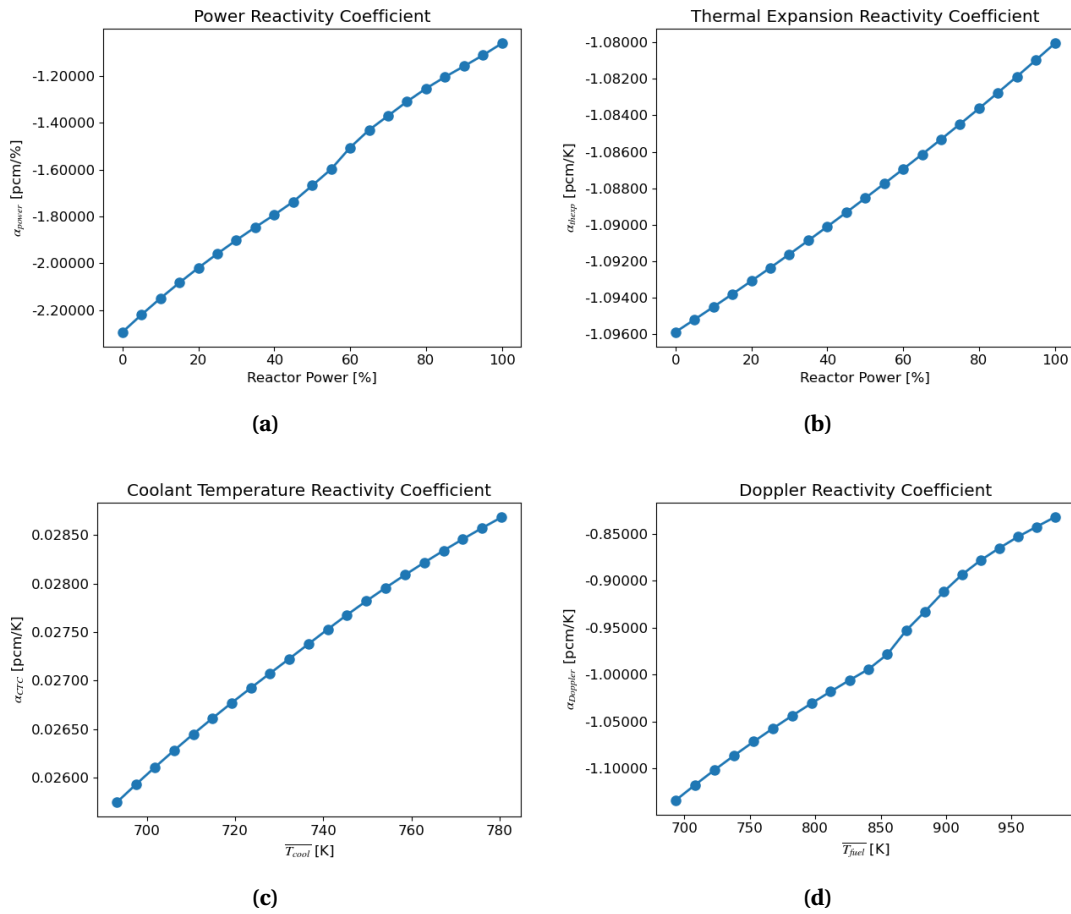 Power Reactivity Coefficient
-1.20000
-1.40000
-1.60000
-1.80000
-2.00000
-2.20000
α_power [pcm/%]
0 20 40 60 80 100
Reactor Power [%]
(a)
Thermal Expansion Reactivity Coefficient
-1.08000
-1.08200
-1.08400
-1.08600
-1.08800
-1.09000
-1.09200
-1.09400
-1.09600
α_thexp [pcm/K]
0 20 40 60 80 100
Reactor Power [%]
(b)
Coolant Temperature Reactivity Coefficient
0.02850
0.02800
0.02750
0.02700
0.02650
0.02600
α_CTC [pcm/K]
700 720 740 760 780
T_cool [K]
(c)
Doppler Reactivity Coefficient
-0.85000
-0.90000
-0.95000
-1.00000
-1.05000
-1.10000
α_Doppler [pcm/K]
700 750 800 850 900 950
T_fuel [K]
(d)